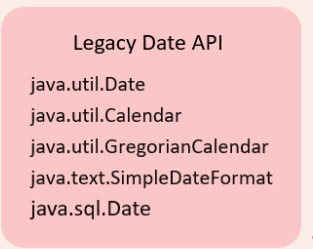 Legacy Date API
java.util.Date
java.util.Calendar
java.util.GregorianCalendar
java.text.SimpleDateFormat
java.sql.Date